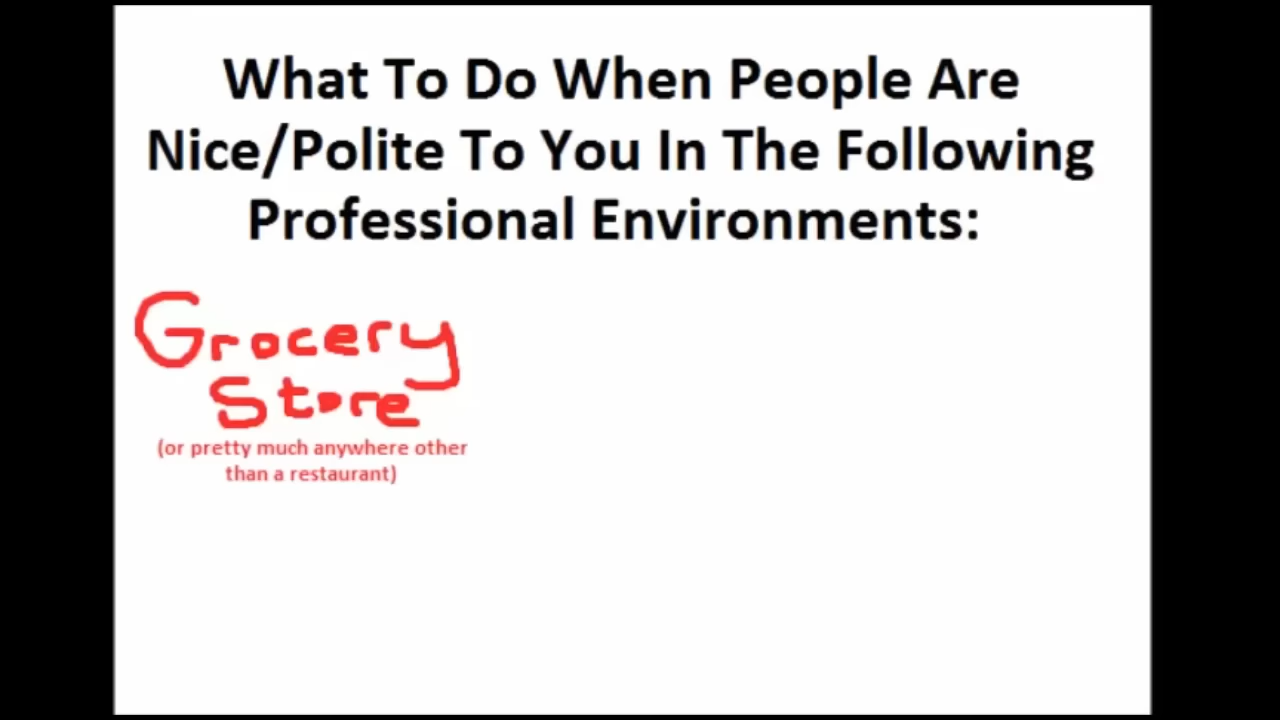 What To Do When People Are
Nice/Polite To You In The Following
Professional Environments:
Grocery
Store
(or pretty much anywhere other
than a restaurant)